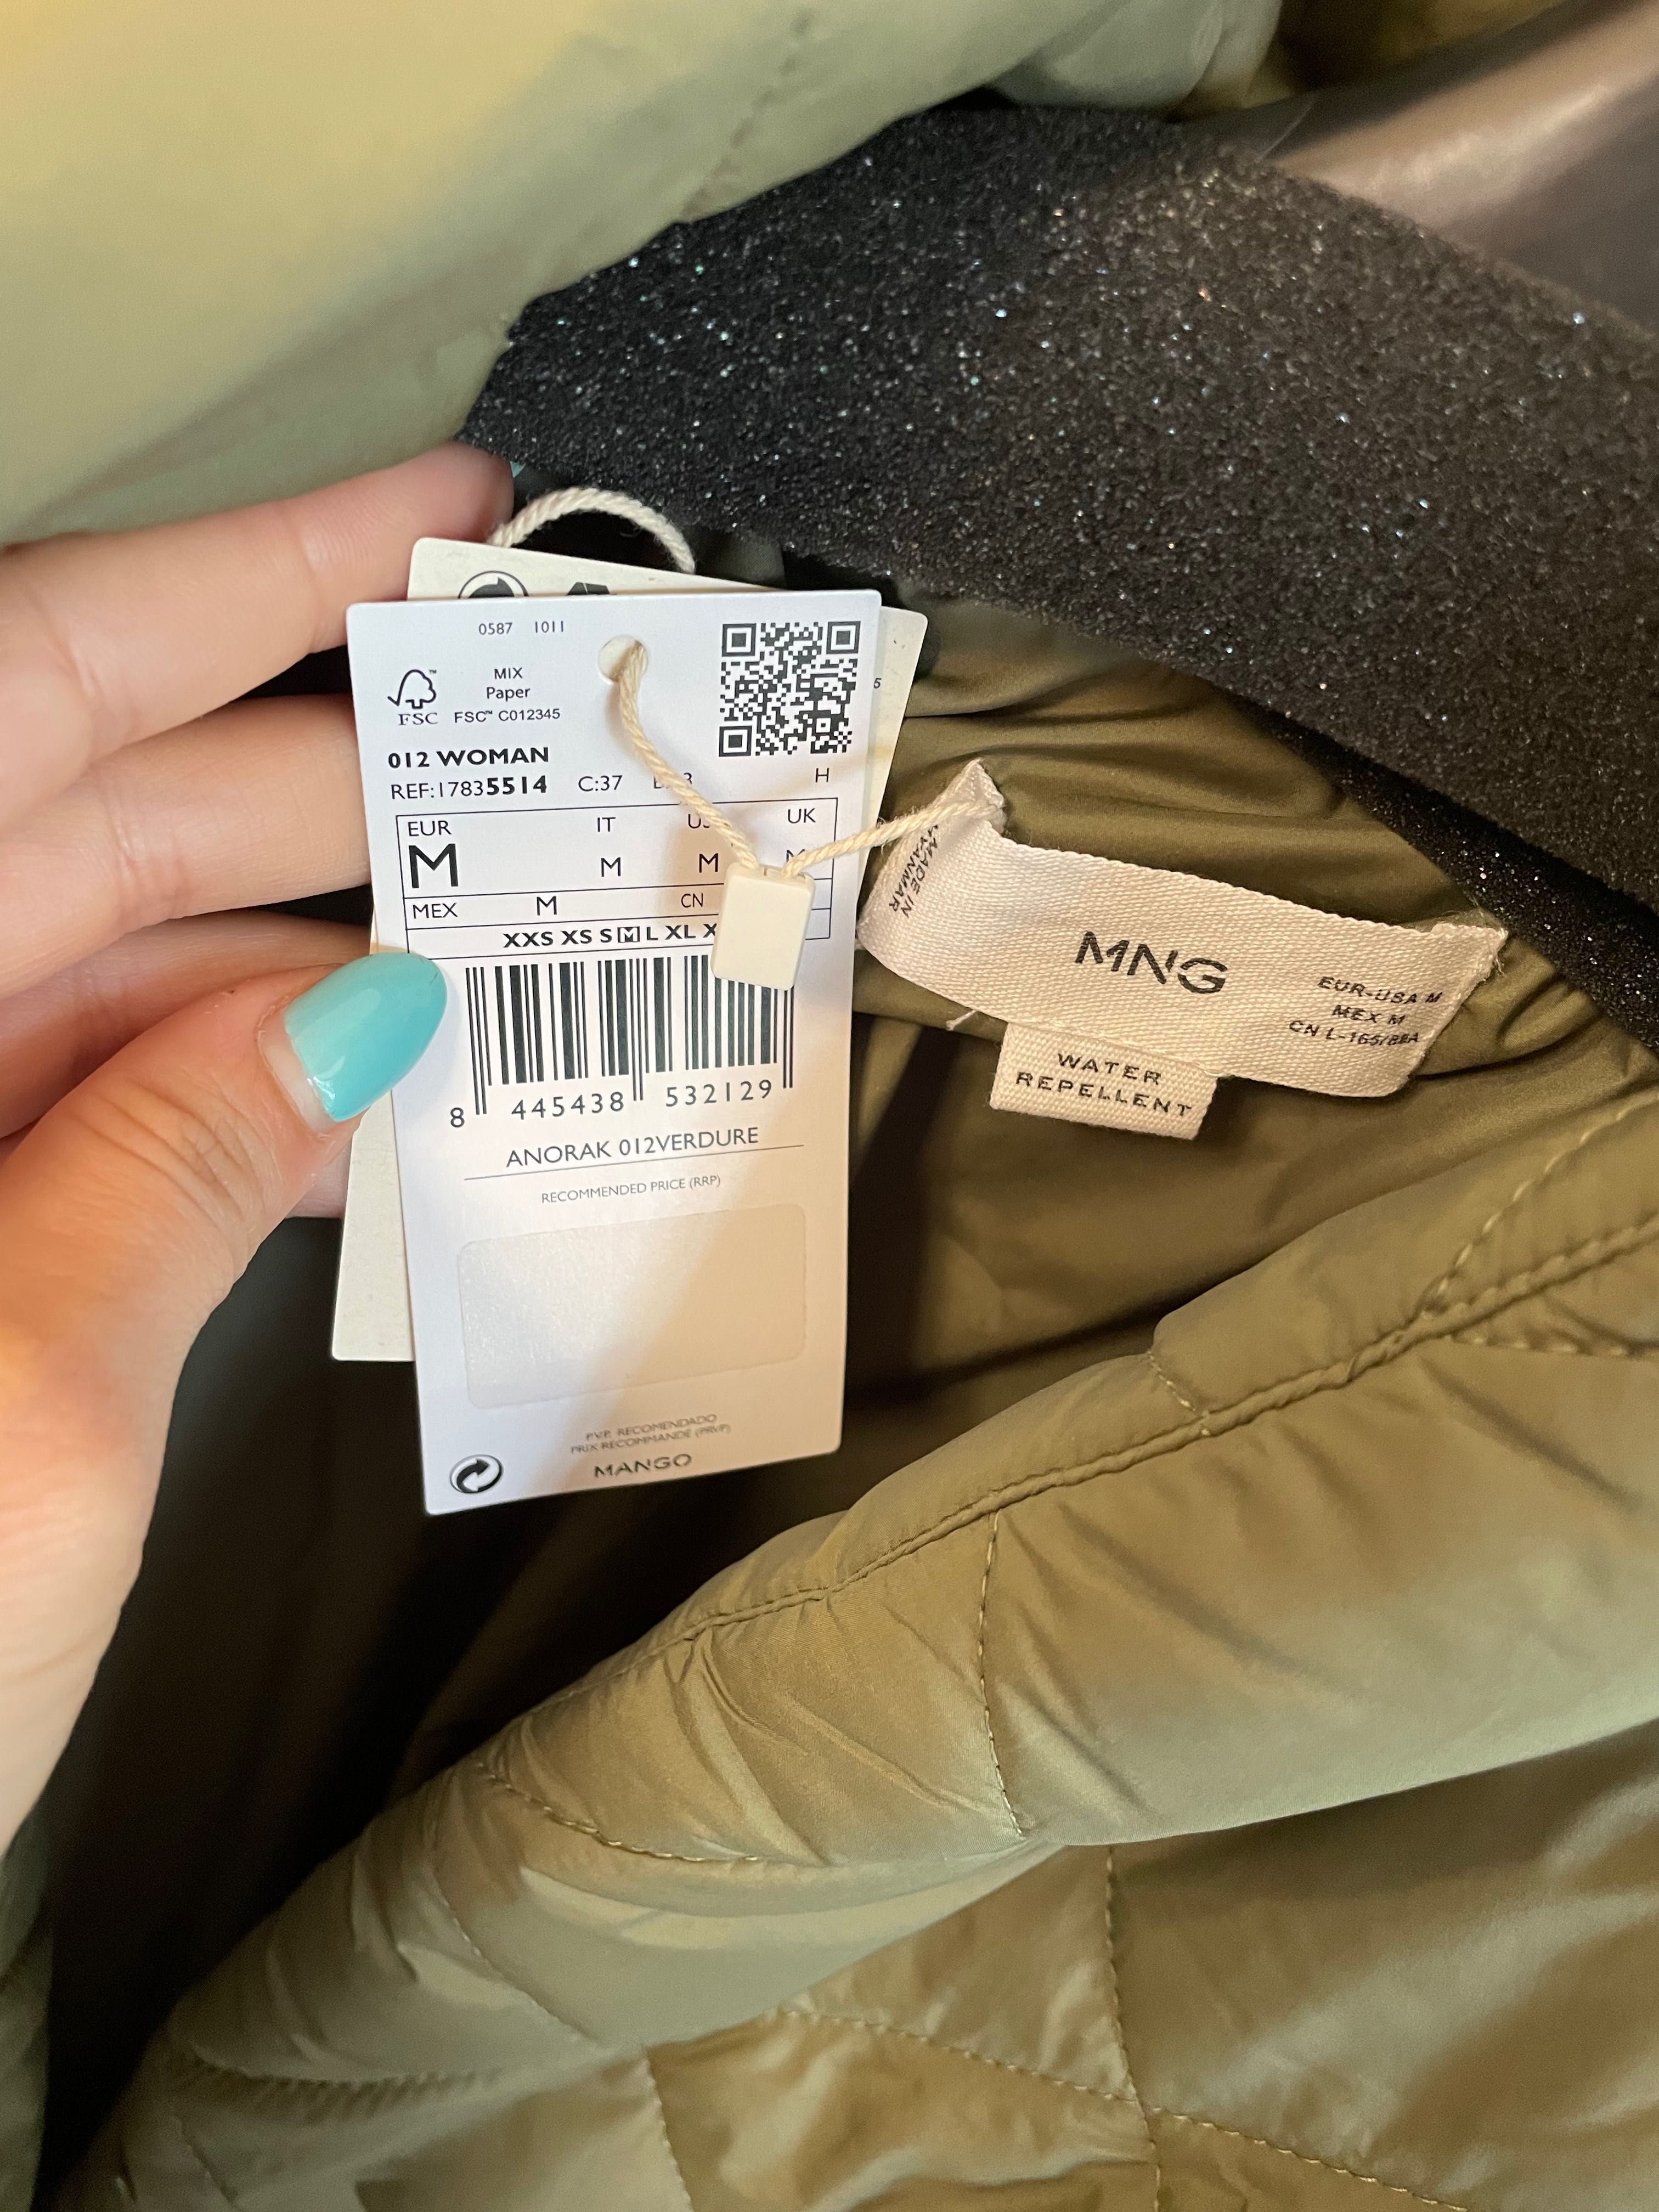 0587 1011
MIX
Paper
FSC™ C012345
FSC
012 WOMAN
REF:17835514 C:37 H
EUR IT US UK
M M M M
MEX M CN
XXS XS S M L XL
8 445438 532129
ANORAK 012VERDURE
RECOMMENDED PRICE (RRP)
P.V.P. RECOMENDADO
PRIX RECOMMANDÉ (PRVP)
MANGO
5
MADE IN
MYANMAR
MNG
EUR-USA M
MEX M
CN L-165/88A
WATER
REPELLENT